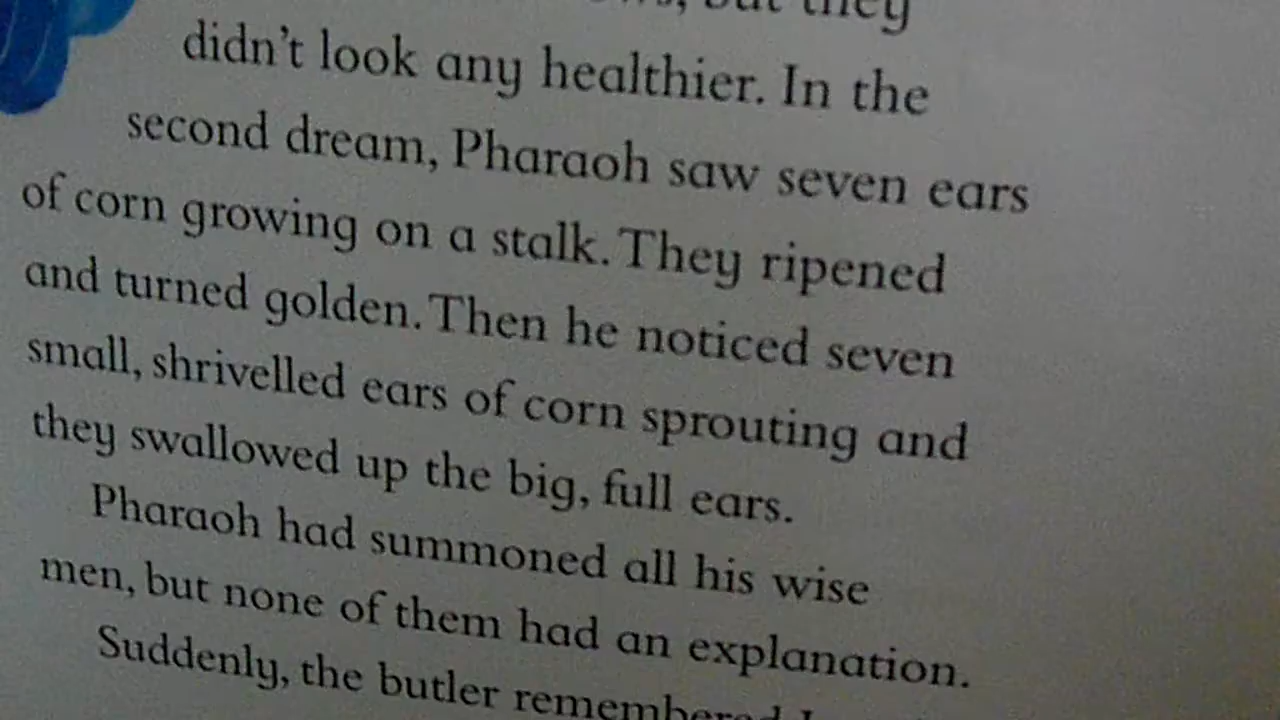 but they
didn't look any healthier. In the
second dream, Pharaoh saw seven ears
of corn growing on a stalk. They ripened
and turned golden. Then he noticed seven
small, shrivelled ears of corn sprouting and
they swallowed up the big, full ears.
Pharaoh had summoned all his wise
men, but none of them had an explanation.
Suddenly, the butler remembered